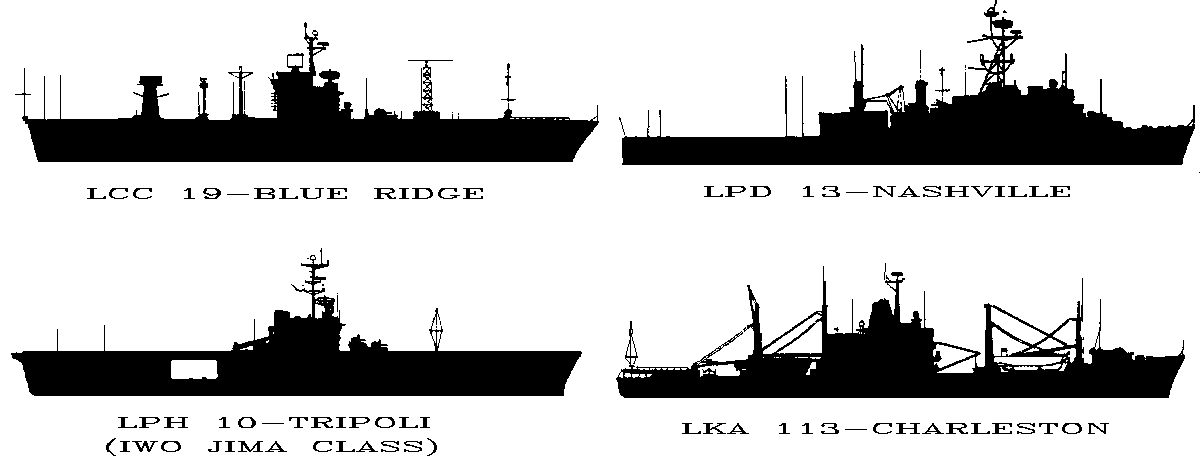 LCC 19-BLUE RIDGE
LPD 13-NASHVILLE
LPH 10-TRIPOLI
(IWO JIMA CLASS)
LKA 113-CHARLESTON